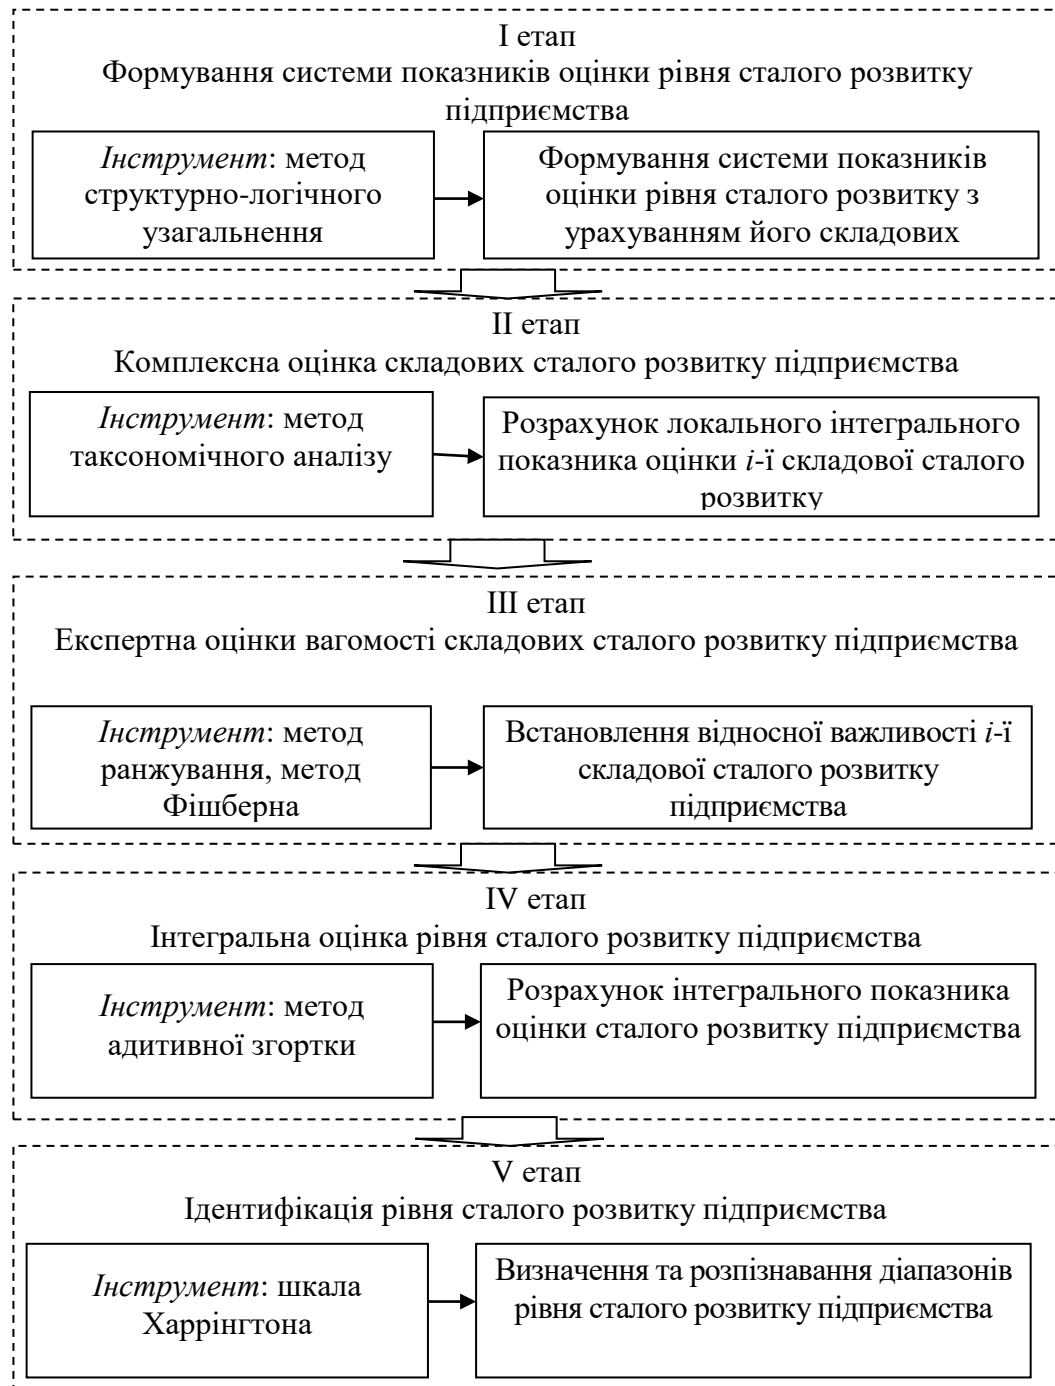 I етап
Формування системи показників оцінки рівня сталого розвитку
підприємства
Інструмент: метод
структурно-логічного
узагальнення
Формування системи показників
оцінки рівня сталого розвитку з
урахуванням його складових
II етап
Комплексна оцінка складових сталого розвитку підприємства
Інструмент: метод
таксономічного аналізу
Розрахунок локального інтегрального
показника оцінки i-ї складової сталого
розвитку
III етап
Експертна оцінки вагомості складових сталого розвитку підприємства
Інструмент: метод
ранжування, метод
Фішберна
Встановлення відносної важливості i-ї
складової сталого розвитку
підприємства
IV етап
Інтегральна оцінка рівня сталого розвитку підприємства
Інструмент: метод
адитивної згортки
Розрахунок інтегрального показника
оцінки сталого розвитку підприємства
V етап
Ідентифікація рівня сталого розвитку підприємства
Інструмент: шкала
Харрінгтона
Визначення та розпізнавання діапазонів
рівня сталого розвитку підприємства